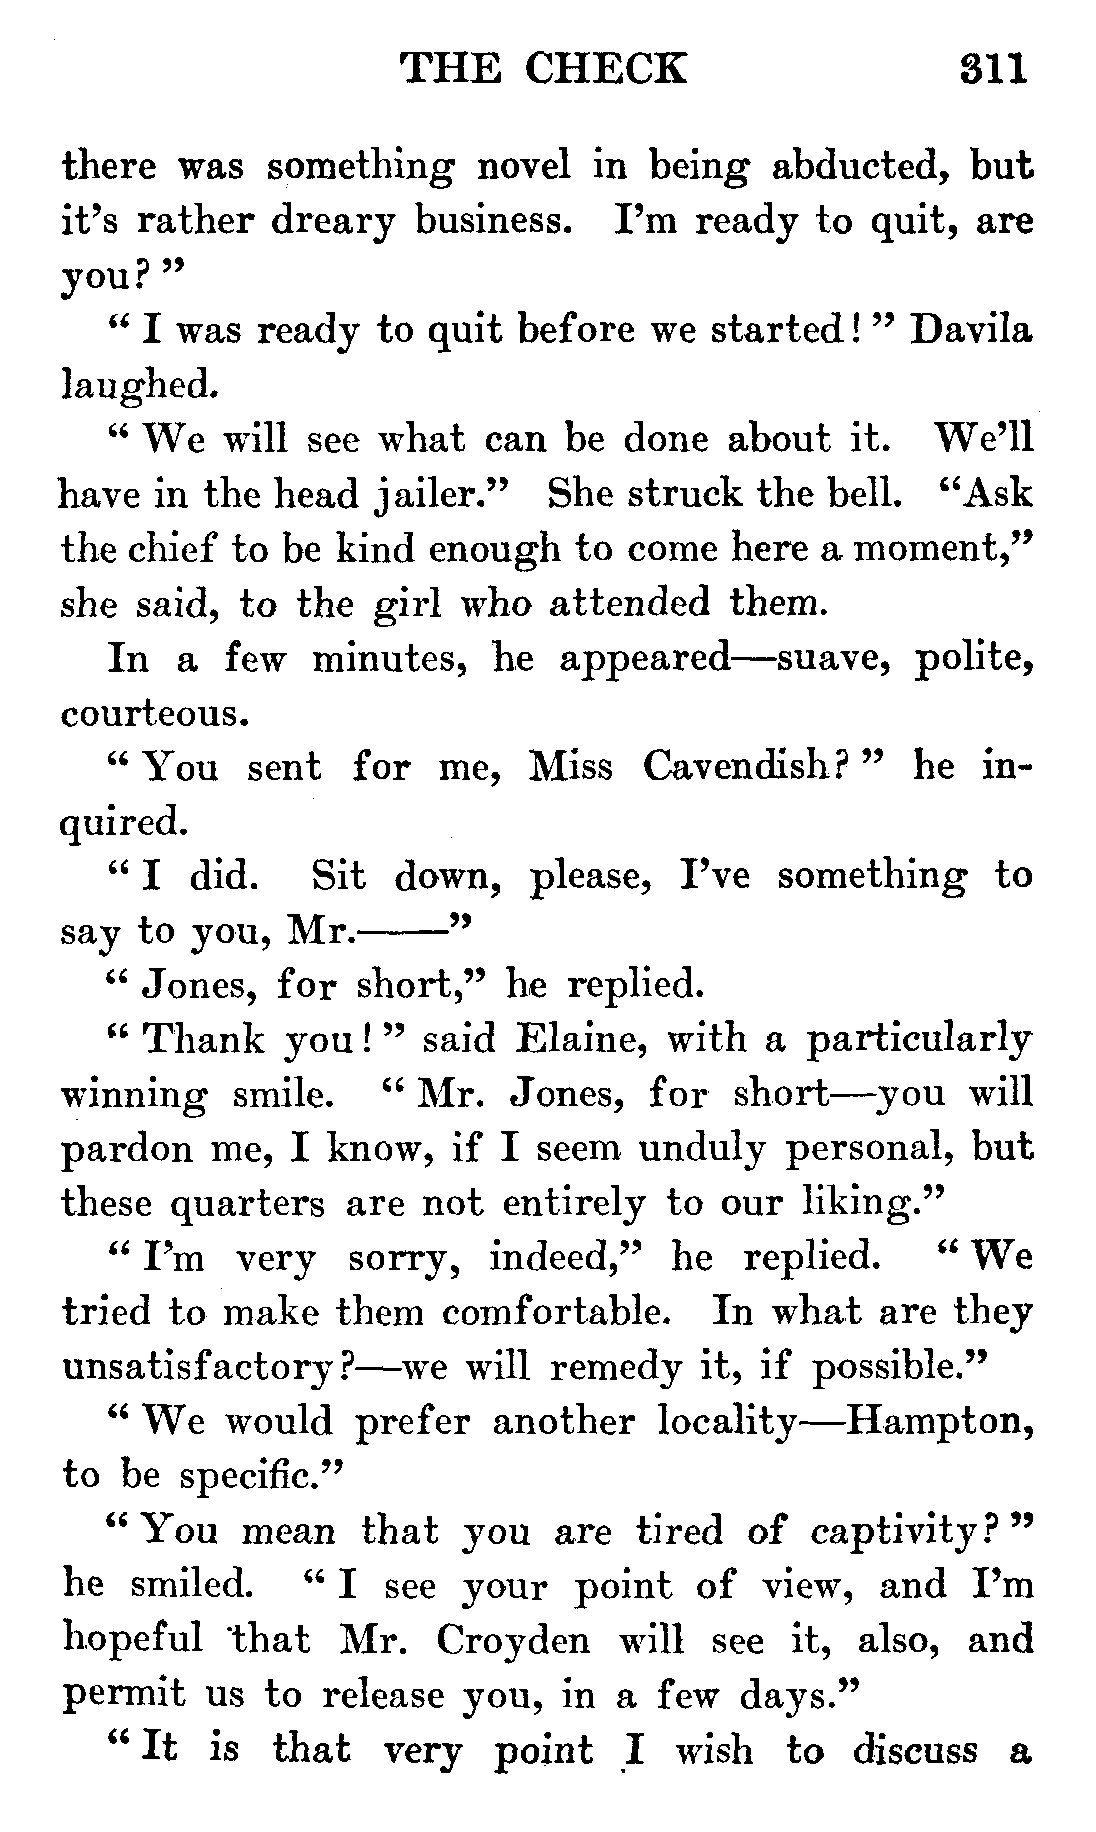 THE CHECK 311
there was something novel in being abducted, but
it's rather dreary business. I'm ready to quit, are
you? "
" I was ready to quit before we started! " Davila
laughed.
" We will see what can be done about it. We'll
have in the head jailer." She struck the bell. "Ask
the chief to be kind enough to come here a moment,"
she said, to the girl who attended them.
In a few minutes, he appeared—suave, polite,
courteous.
" You sent for me, Miss Cavendish? " he in-
quired.
" I did. Sit down, please, I've something to
say to you, Mr.——"
" Jones, for short," he replied.
" Thank you! " said Elaine, with a particularly
winning smile. " Mr. Jones, for short—you will
pardon me, I know, if I seem unduly personal, but
these quarters are not entirely to our liking."
" I'm very sorry, indeed," he replied. " We
tried to make them comfortable. In what are they
unsatisfactory?—we will remedy it, if possible."
" We would prefer another locality—Hampton,
to be specific."
" You mean that you are tired of captivity? "
he smiled. " I see your point of view, and I'm
hopeful that Mr. Croyden will see it, also, and
permit us to release you, in a few days."
" It is that very point I wish to discuss a